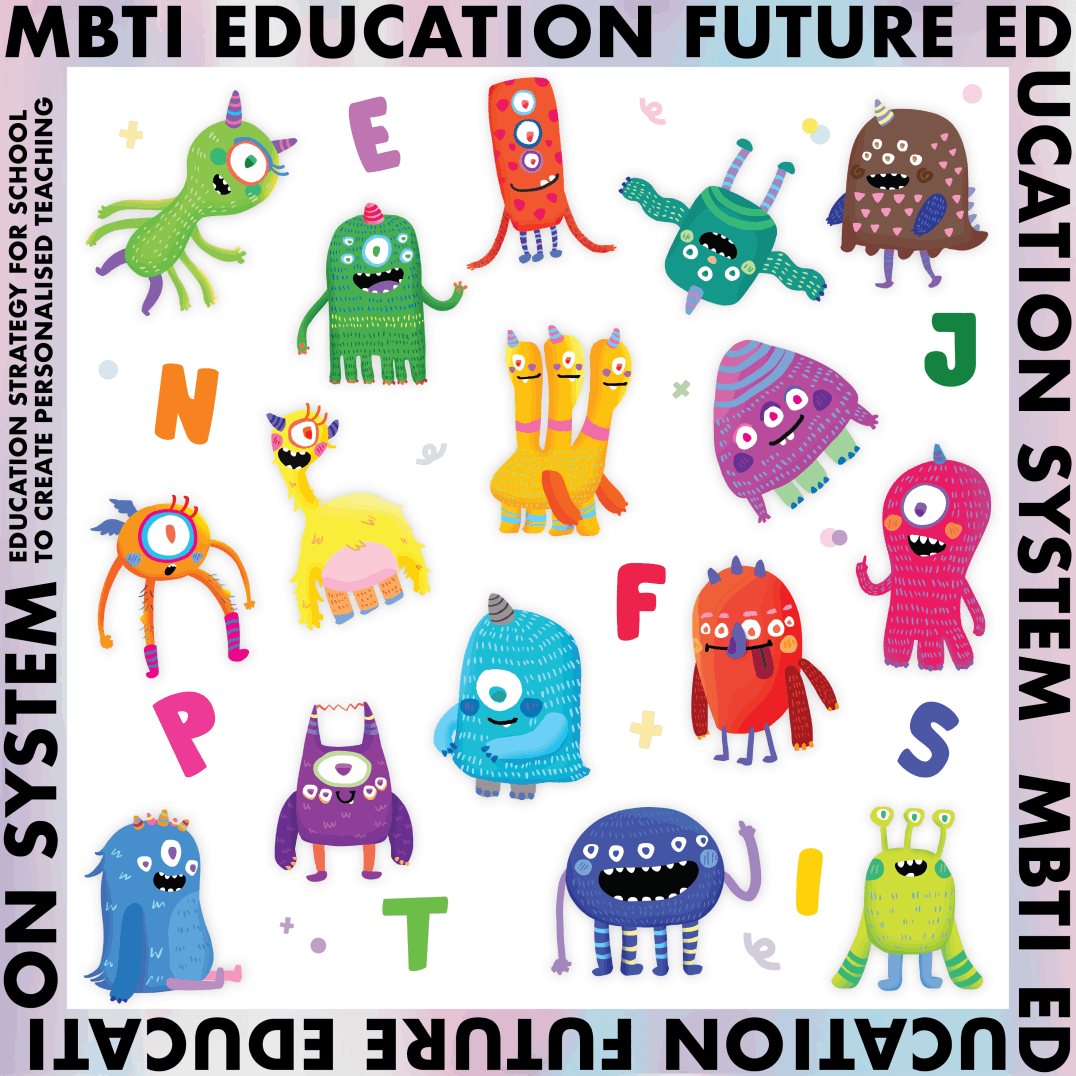 MBTI EDUCATION FUTURE ED
UCATION SYSTEM MBTI ED
UCATION FUTURE EDUCATI
ON SYSTEM
EDUCATION STRATEGY FOR SCHOOL
TO CREATE PERSONALISED TEACHING
E
J
N
F
P
S
I
T